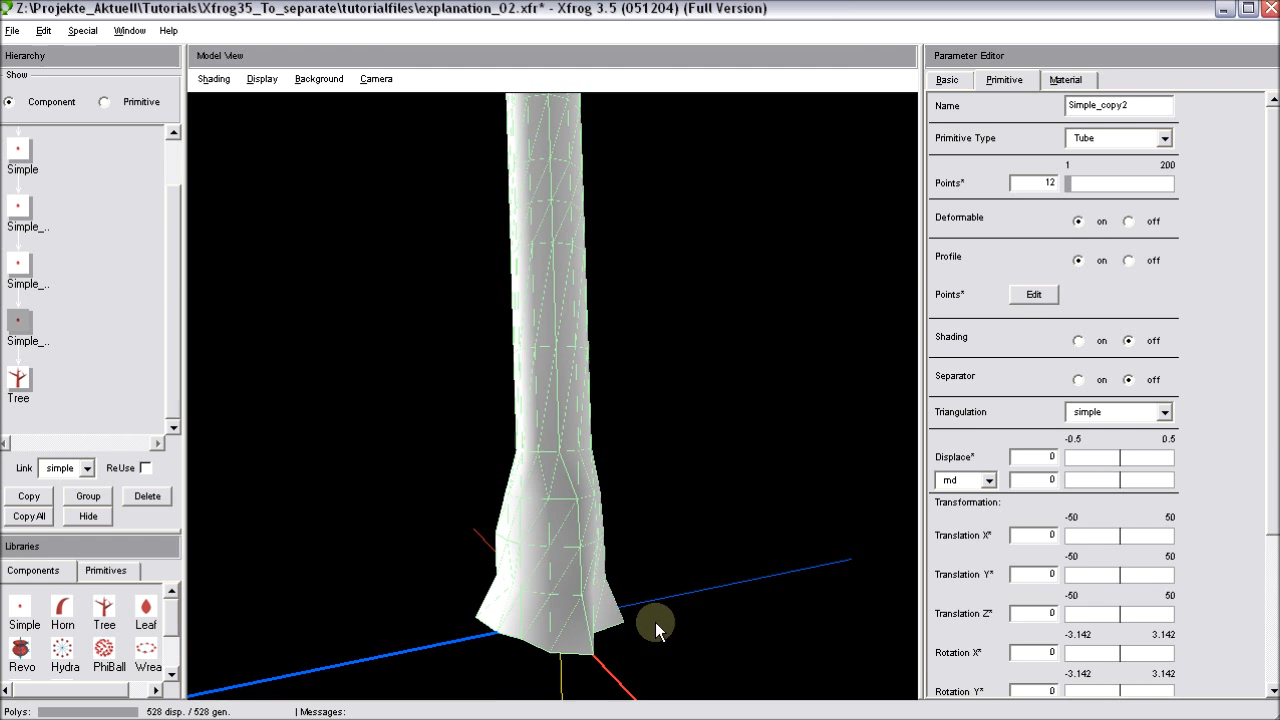 Z:\Projekte_Aktuell\Tutorials\Xfrog35_To_separate\tutorialfiles\explanation_02.xfr* - Xfrog 3.5 (051204) (Full Version)
File Edit Special Window Help
Hierarchy
Show
Component Primitive
Simple
Simple_..
Simple_..
Simple_..
Tree
Link simple ReUse
Copy Group Delete
CopyAll Hide
Libraries
Components Primitives
Simple Horn Tree Leaf
Revo Hydra PhiBall Wrea
Model View
Shading Display Background Camera
Parameter Editor
Basic Primitive Material
Name Simple_copy2
Primitive Type Tube
1 200
Points* 12
Deformable on off
Profile on off
Points* Edit
Shading on off
Separator on off
Triangulation simple
-0.5 0.5
Displace* 0
rnd 0
Transformation:
-50 50
Translation X* 0
-50 50
Translation Y* 0
-50 50
Translation Z* 0
-3.142 3.142
Rotation X* 0
-3.142 3.142
Rotation Y* 0
Polys: 528 disp. / 528 gen. | Messages: